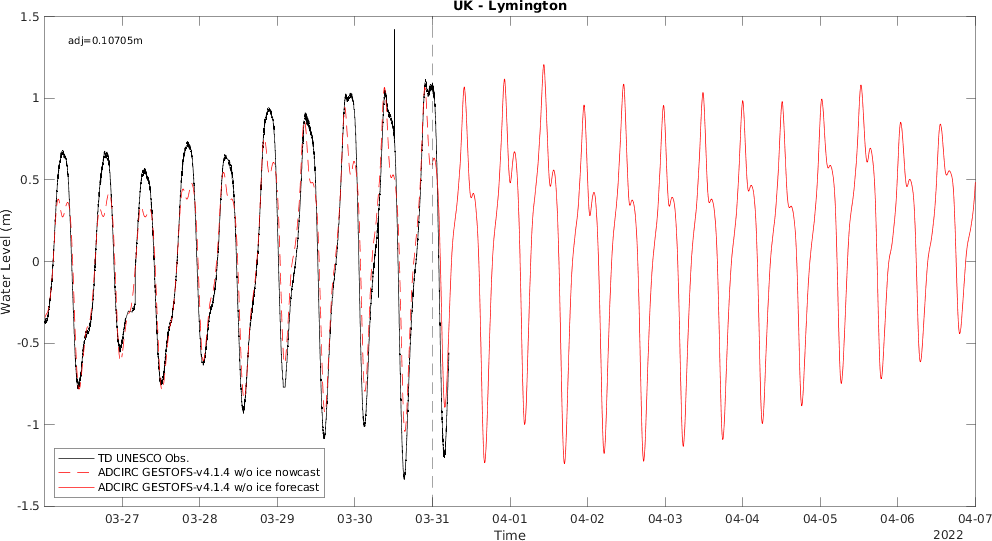 UK - Lymington
adj=0.10705m
1.5
1
0.5
0
-0.5
-1
-1.5
Water Level (m)
TD UNESCO Obs.
ADCIRC GESTOFS-v4.1.4 w/o ice nowcast
ADCIRC GESTOFS-v4.1.4 w/o ice forecast
03-27 03-28 03-29 03-30 03-31 04-01 04-02 04-03 04-04 04-05 04-06 04-07
Time
2022